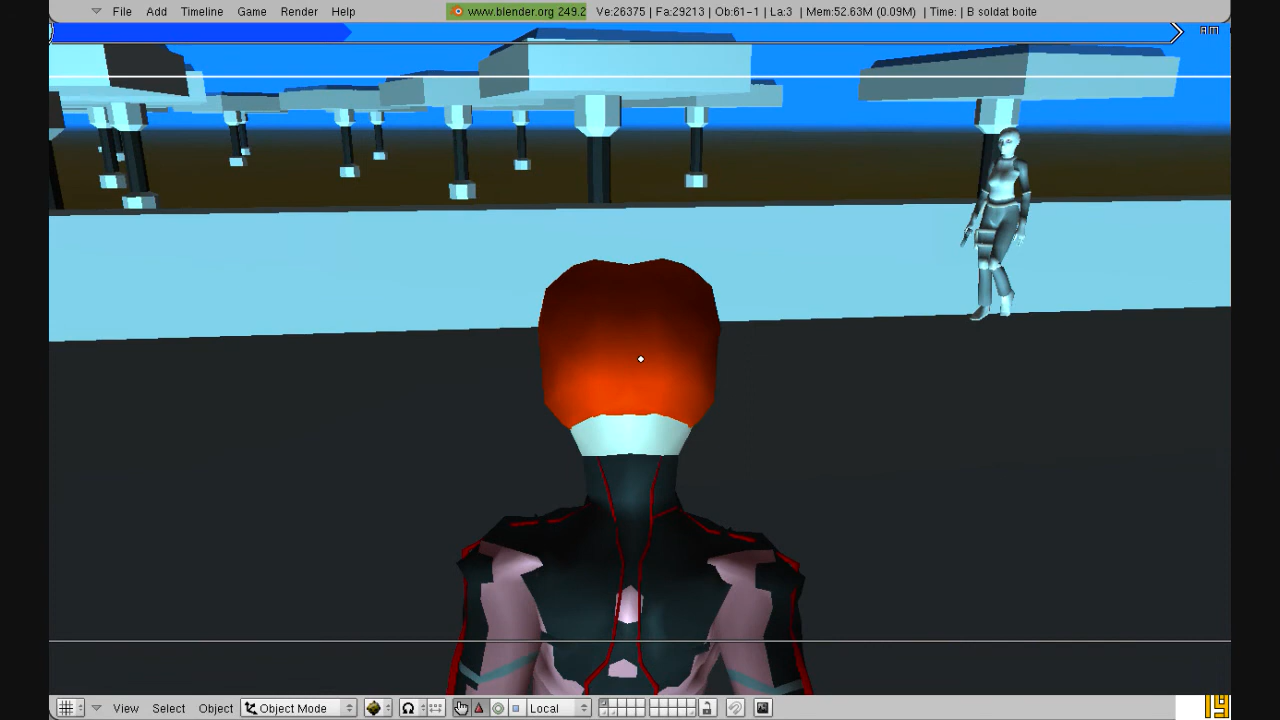 File Add Timeline Game Render Help www.blender.org 249.2 Ve:26375 | Fa:29213 | Ob:61-1 | La:3 | Mem:52.63M (0.09M) | Time: | B soldat boite
View Select Object Object Mode Local
19